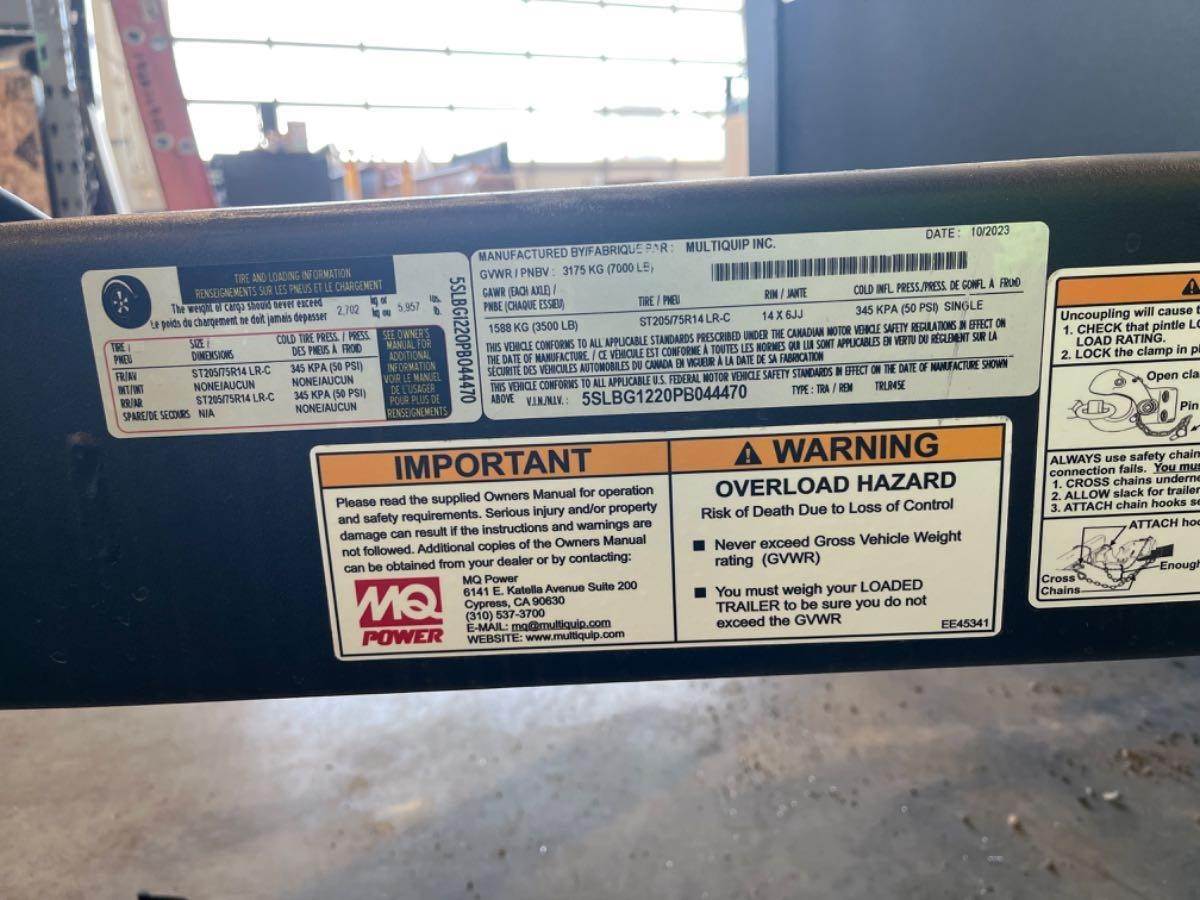 TIRE AND LOADING INFORMATION
RENSEIGNEMENTS SUR LES PNEUS ET LE CHARGEMENT
The weight of cargo should never exceed
Le poids du chargement ne doit jamais depasser
2,702
kg or
kg ou
5,957
lbs.
lb.
TIRE /
PNEU
SIZE /
DIMENSIONS
COLD TIRE PRESS. / PRESS.
DES PNEUS À FROID
FR/AV ST205/75R14 LR-C 345 KPA (50 PSI)
INT/INT NONE/AUCUN NONE/AUCUN
RR/AR ST205/75R14 LR-C 345 KPA (50 PSI)
SPARE/DE SECOURS N/A NONE/AUCUN
SEE OWNER'S
MANUAL FOR
ADDITIONAL
INFORMATION
VOIR LE MANUEL
DE L'USAGER
POUR PLUS DE
RENSEIGNEMENTS
5SLBG1220PB044470
MANUFACTURED BY/FABRIQUE PAR: MULTIQUIP INC. DATE: 10/2023
GVWR / PNBV : 3175 KG (7000 LB)
GAWR (EACH AXLE) /
PNBE (CHAQUE ESSIEU) TIRE / PNEU RIM / JANTE COLD INFL. PRESS./PRESS. DE GONFL À FROID
1588 KG (3500 LB) ST205/75R14 LR-C 14 X 6JJ 345 KPA (50 PSI) SINGLE
THIS VEHICLE CONFORMS TO ALL APPLICABLE STANDARDS PRESCRIBED UNDER THE CANADIAN MOTOR VEHICLE SAFETY REGULATIONS IN EFFECT ON
THE DATE OF MANUFACTURE. / CE VEHICULE EST CONFORME À TOUTES LES NORMES QUI LUI SONT APPLICABLES EN VERTU DU RÈGLEMENT SUR LA
SÉCURITÉ DES VEHICULES AUTOMOBILES DU CANADA EN VIGUEUR À LA DATE DE SA FABRICATION
THIS VEHICLE CONFORMS TO ALL APPLICABLE U.S. FEDERAL MOTOR VEHICLE SAFETY STANDARDS IN EFFECT ON THE DATE OF MANUFACTURE SHOWN
ABOVE V.I.N./N.I.V.: 5SLBG1220PB044470 TYPE: TRA / REM TRLR45E
IMPORTANT
Please read the supplied Owners Manual for operation
and safety requirements. Serious injury and/or property
damage can result if the instructions and warnings are
not followed. Additional copies of the Owners Manual
can be obtained from your dealer or by contacting:
MQ
POWER
MQ Power
6141 E. Katella Avenue Suite 200
Cypress, CA 90630
(310) 537-3700
E-MAIL: mq@multiquip.com
WEBSITE: www.multiquip.com
WARNING
OVERLOAD HAZARD
Risk of Death Due to Loss of Control
■ Never exceed Gross Vehicle Weight
rating (GVWR)
■ You must weigh your LOADED
TRAILER to be sure you do not
exceed the GVWR
EE45341
Uncoupling will cause
1. CHECK that pintle
LOAD RATING.
2. LOCK the clamp in
Open
Pin
ALWAYS use safety
connection fails. You
1. CROSS chains
2. ALLOW slack for
3. ATTACH chain hooks
ATTACH
Cross
Chains